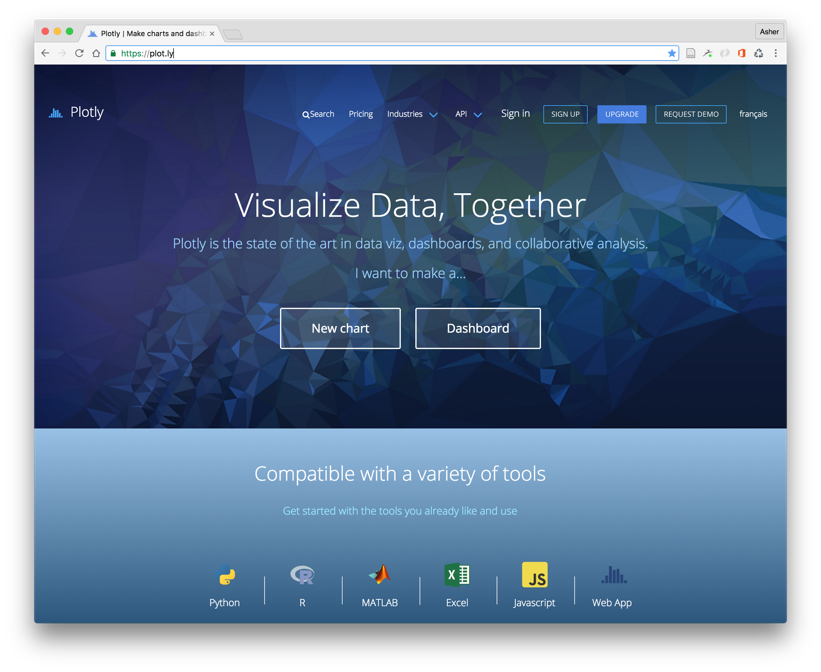 Plotly | Make charts and dashb
Asher
https://plot.ly
Plotly
Search Pricing Industries API Sign in SIGN UP UPGRADE REQUEST DEMO français
Visualize Data, Together
Plotly is the state of the art in data viz, dashboards, and collaborative analysis.
I want to make a...
New chart Dashboard
Compatible with a variety of tools
Get started with the tools you already like and use
R X JS
Python R MATLAB Excel Javascript Web App